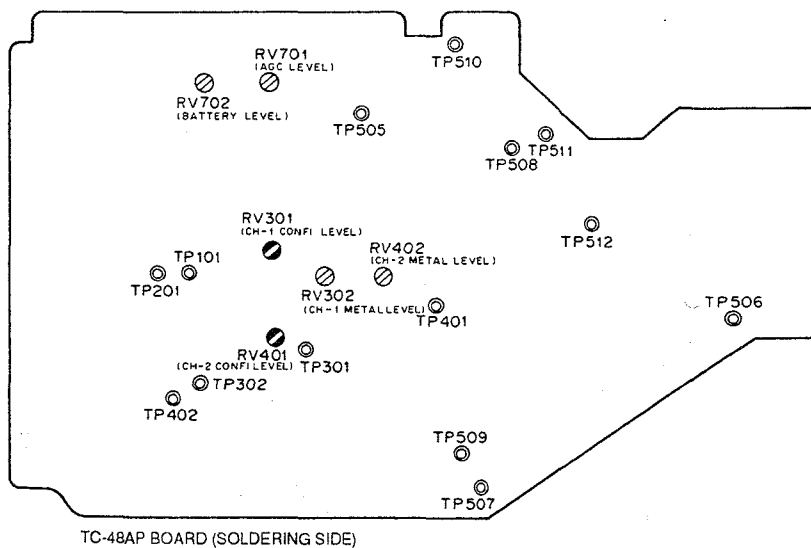 RV701
(AGC LEVEL)
TP510
RV702
(BATTERY LEVEL)
TP505
TP511
TP508
RV301
(CH-1 CONFI LEVEL)
RV402
(CH-2 METAL LEVEL)
TP512
TP101
TP201
RV302
(CH-1 METAL LEVEL)
TP401
TP506
RV401
(CH-2 CONFI LEVEL)
TP301
TP302
TP402
TP509
TP507
TC-48AP BOARD (SOLDERING SIDE)